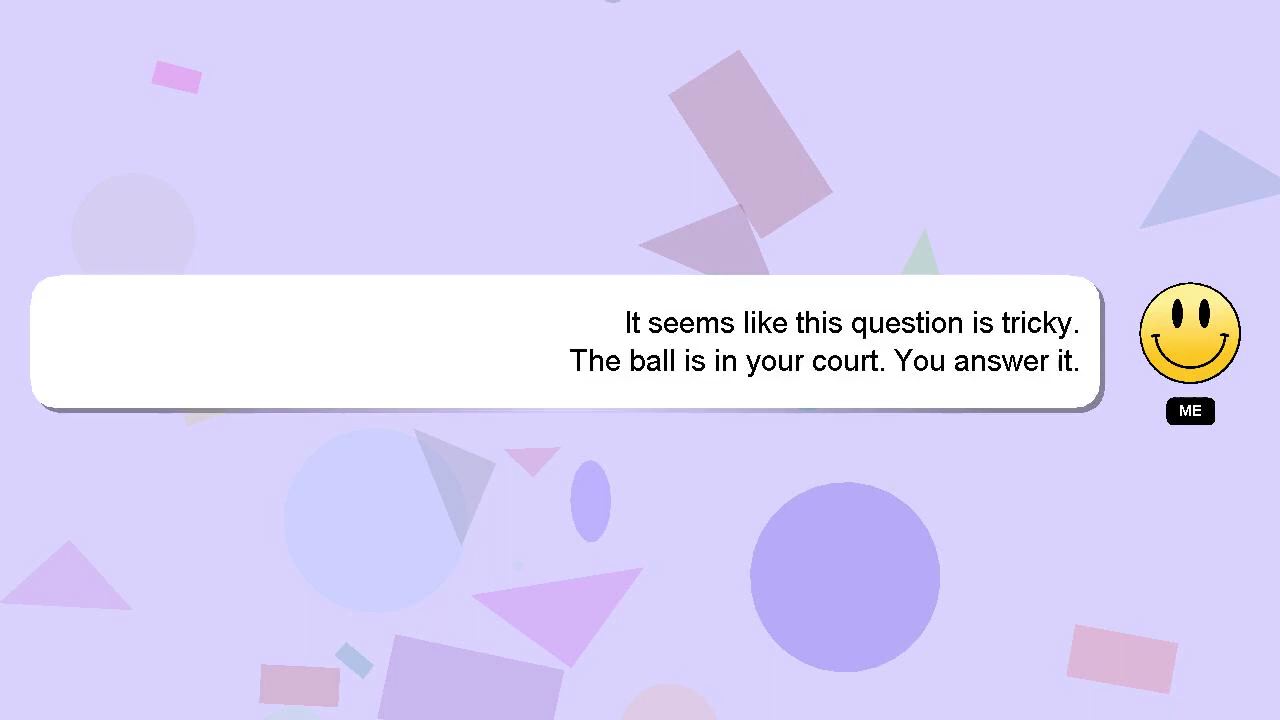 It seems like this question is tricky.
The ball is in your court. You answer it.
ME